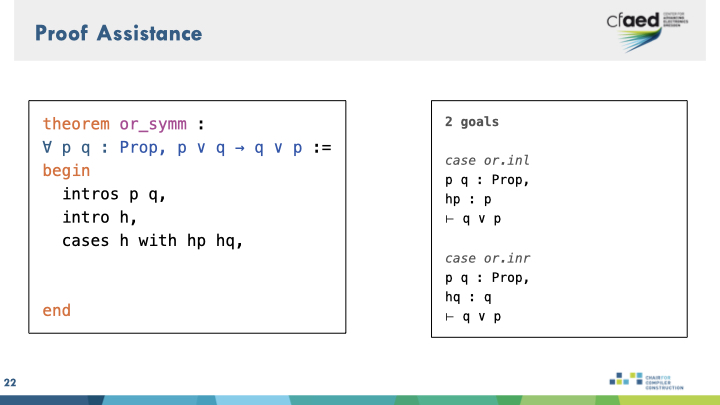 Proof Assistance
cfaed
CENTER FOR
ADVANCING
ELECTRONICS
DRESDEN
theorem or_symm :
∀ p q : Prop, p ∨ q → q ∨ p :=
begin
intros p q,
intro h,
cases h with hp hq,
end
2 goals
case or.inl
p q : Prop,
hp : p
⊢ q ∨ p
case or.inr
p q : Prop,
hq : q
⊢ q ∨ p
22
CHAIR FOR
COMPILER
CONSTRUCTION